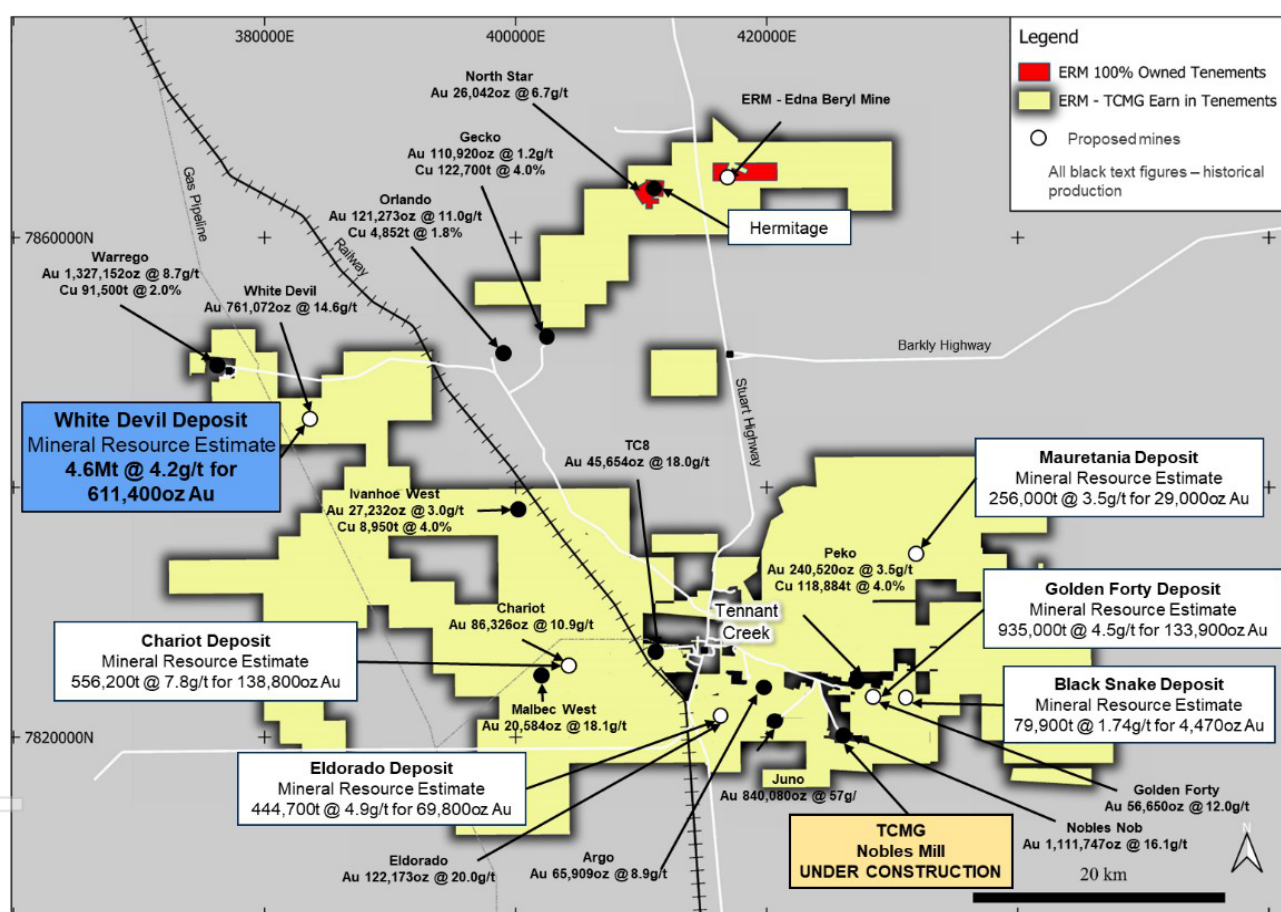 380000E
400000E
420000E
Legend
ERM 100% Owned Tenements
ERM - TCMG Earn in Tenements
Proposed mines
All black text figures – historical
production
North Star
Au 26,042oz @ 6.7g/t
ERM - Edna Beryl Mine
Gecko
Au 110,920oz @ 1.2g/t
Cu 122,700t @ 4.0%
Gas Pipeline
Orlando
Au 121,273oz @ 11.0g/t
Cu 4,852t @ 1.8%
Hermitage
7860000N
Railway
Warrego
Au 1,327,152oz @ 8.7g/t
Cu 91,500t @ 2.0%
White Devil
Au 761,072oz @ 14.6g/t
Barkly Highway
Stuart Highway
White Devil Deposit
Mineral Resource Estimate
4.6Mt @ 4.2g/t for
611,400oz Au
TC8
Au 45,654oz @ 18.0g/t
Mauretania Deposit
Mineral Resource Estimate
256,000t @ 3.5g/t for 29,000oz Au
Ivanhoe West
Au 27,232oz @ 3.0g/t
Cu 8,950t @ 4.0%
Peko
Au 240,520oz @ 3.5g/t
Cu 118,884t @ 4.0%
Golden Forty Deposit
Mineral Resource Estimate
935,000t @ 4.5g/t for 133,900oz Au
Chariot
Au 86,326oz @ 10.9g/t
Tennant
Creek
Chariot Deposit
Mineral Resource Estimate
556,200t @ 7.8g/t for 138,800oz Au
Black Snake Deposit
Mineral Resource Estimate
79,900t @ 1.74g/t for 4,470oz Au
Malbec West
Au 20,584oz @ 18.1g/t
7820000N
Eldorado Deposit
Mineral Resource Estimate
444,700t @ 4.9g/t for 69,800oz Au
Juno
Au 840,080oz @ 57g/
Golden Forty
Au 56,650oz @ 12.0g/t
TCMG
Nobles Mill
UNDER CONSTRUCTION
Nobles Nob
Au 1,111,747oz @ 16.1g/t
N
Eldorado
Au 122,173oz @ 20.0g/t
Argo
Au 65,909oz @ 8.9g/t
20 km